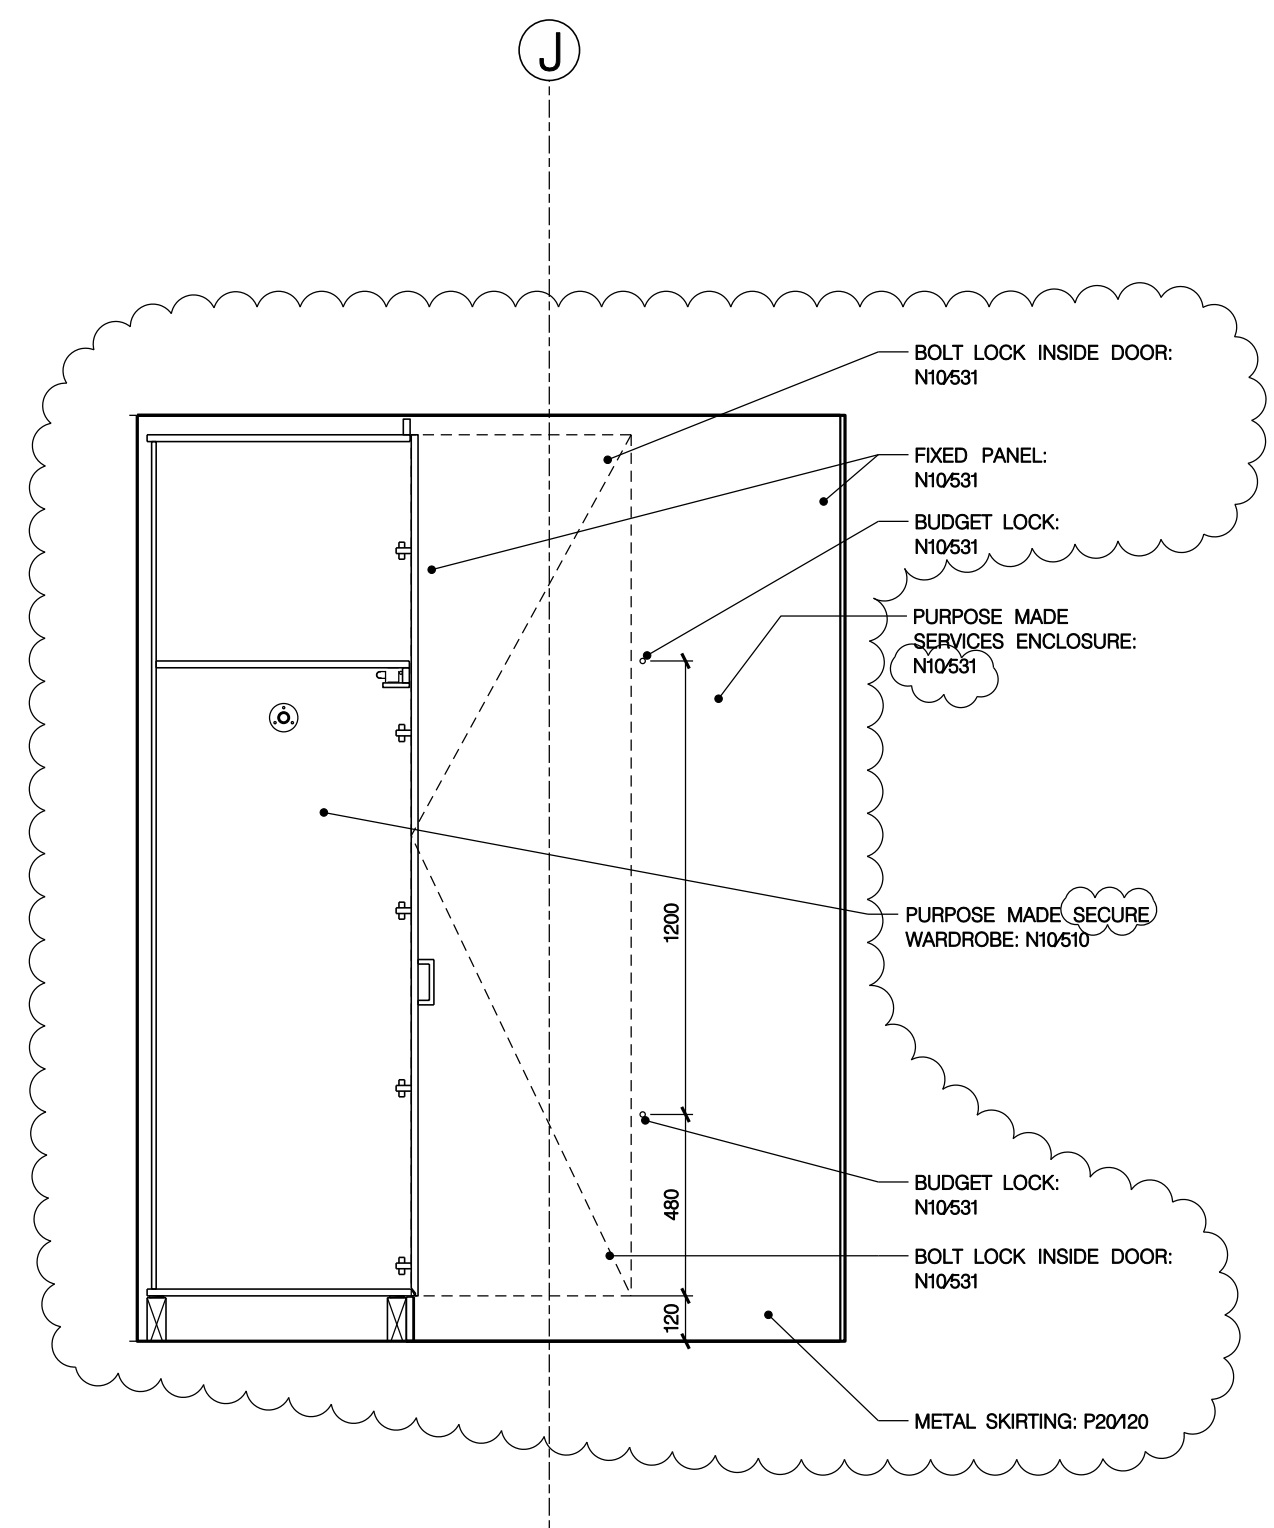 J
BOLT LOCK INSIDE DOOR:
N10/531
FIXED PANEL:
N10/531
BUDGET LOCK:
N10/531
PURPOSE MADE
SERVICES ENCLOSURE:
N10/531
1200
PURPOSE MADE SECURE
WARDROBE: N10/510
480
BUDGET LOCK:
N10/531
BOLT LOCK INSIDE DOOR:
N10/531
120
METAL SKIRTING: P20/120